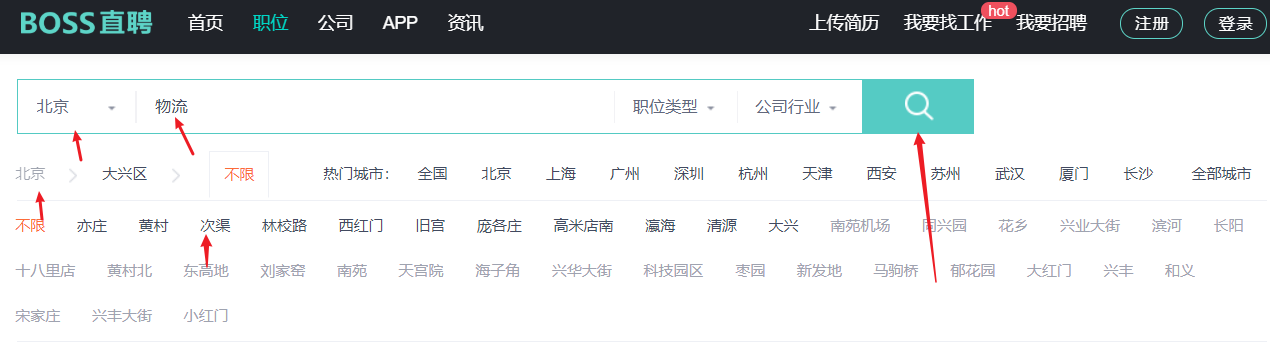 BOSS直聘 首页 职位 公司 APP 资讯 上传简历 我要找工作 hot 我要招聘 注册 登录
北京 物流 职位类型 公司行业
北京 大兴区 不限 热门城市： 全国 北京 上海 广州 深圳 杭州 天津 西安 苏州 武汉 厦门 长沙 全部城市
不限 亦庄 黄村 次渠 林校路 西红门 旧宫 庞各庄 高米店南 瀛海 清源 大兴 南苑机场 同兴园 花乡 兴业大街 滨河 长阳
十八里店 黄村北 东高地 刘家窑 南苑 天宫院 海子角 兴华大街 科技园区 枣园 新发地 马驹桥 郁花园 大红门 兴丰 和义
宋家庄 兴丰大街 小红门